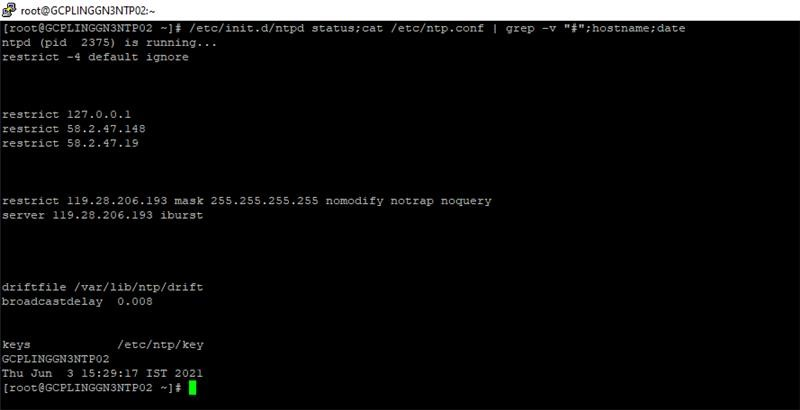 root@GCPLINGGN3NTP02:~
[root@GCPLINGGN3NTP02 ~]# /etc/init.d/ntpd status;cat /etc/ntp.conf | grep -v "#";hostname;date
ntpd (pid  2375) is running...
restrict -4 default ignore
restrict 127.0.0.1
restrict 58.2.47.148
restrict 58.2.47.19
restrict 119.28.206.193 mask 255.255.255.255 nomodify notrap noquery
server 119.28.206.193 iburst
driftfile /var/lib/ntp/drift
broadcastdelay  0.008
keys            /etc/ntp/key
GCPLINGGN3NTP02
Thu Jun  3 15:29:17 IST 2021
[root@GCPLINGGN3NTP02 ~]#